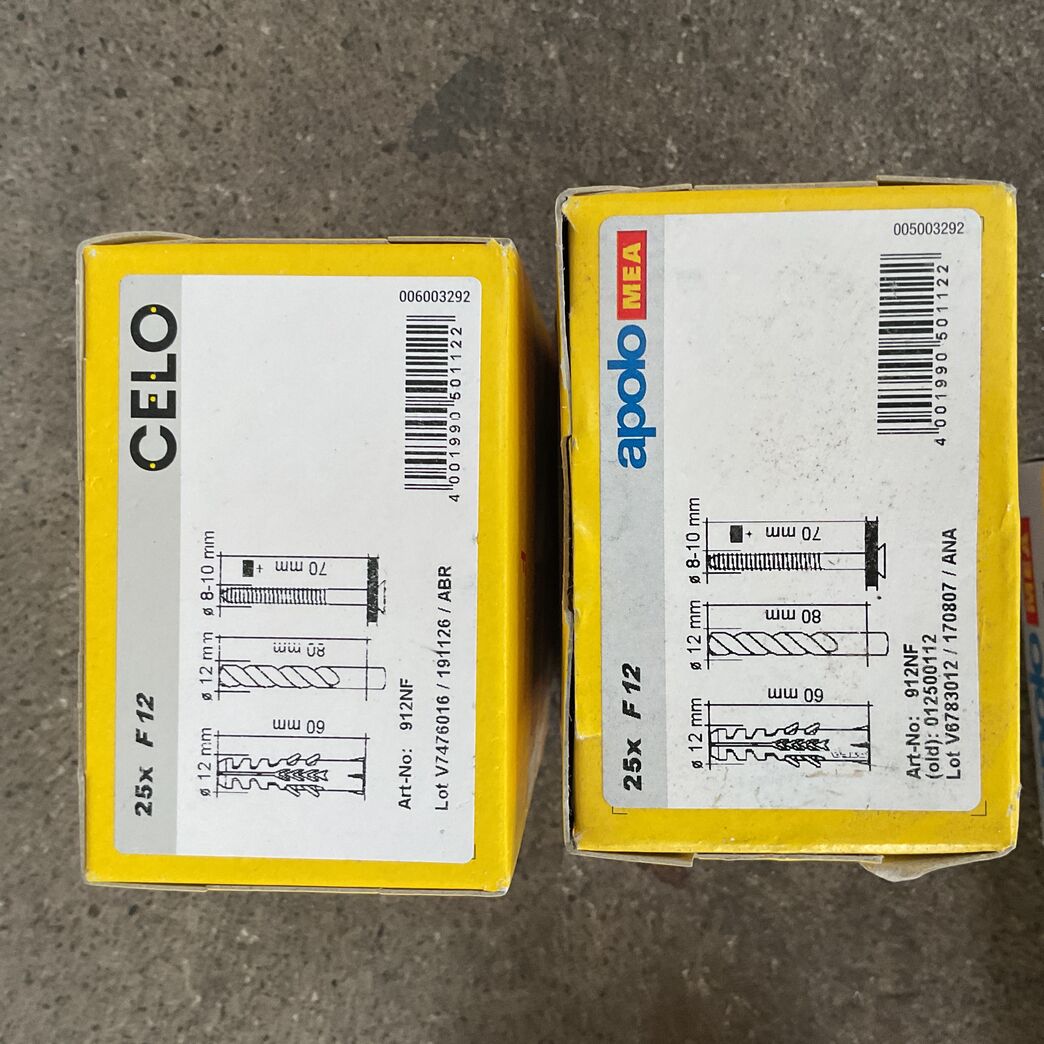 CELO
25x F 12
006003292
4 001990 501122
ø 12 mm
60 mm
ø 12 mm
80 mm
ø 8-10 mm
70 mm
Art-No: 912NF
Lot V7476016 / 191126 / ABR
apolo MEA
25x F 12
005003292
4 001990 501122
ø 12 mm
60 mm
ø 12 mm
80 mm
ø 8-10 mm
70 mm
Art-No: 912NF
(old): 012500112
Lot V6783012 / 170807 / ANA
MEA